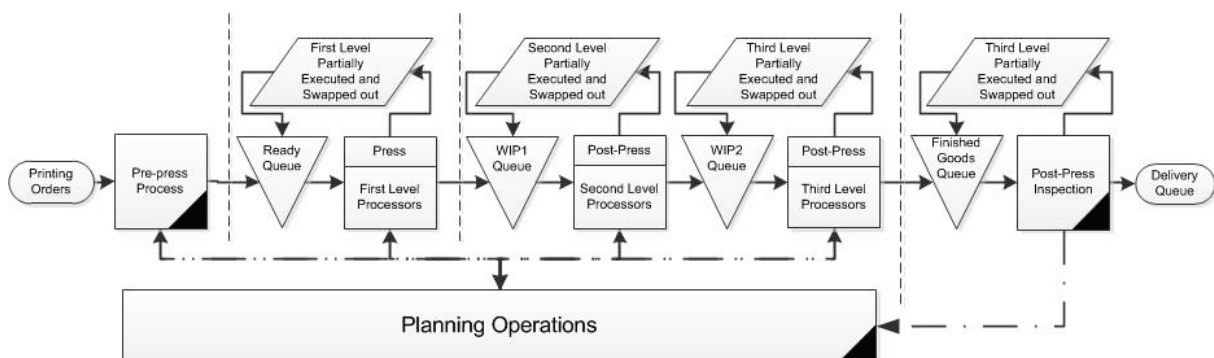 First Level
Partially
Executed and
Swapped out
Second Level
Partially
Executed and
Swapped out
Third Level
Partially
Executed and
Swapped out
Third Level
Partially
Executed and
Swapped out
Printing
Orders
Pre-press
Process
Ready
Queue
Press
First Level
Processors
WIP1
Queue
Post-Press
Second Level
Processors
WIP2
Queue
Post-Press
Third Level
Processors
Finished
Goods
Queue
Post-Press
Inspection
Delivery
Queue
Planning Operations